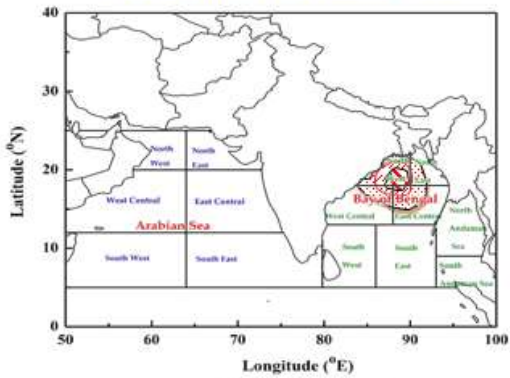 40
30
20
10
0
50
60
70
80
90
100
Latitude (°N)
Longitude (°E)
North
West
North
East
West Central
East Central
Arabian Sea
South West
South East
Bay of Bengal
West Central
East Central
South
West
South
East
North
Andaman
Sea
South
Andaman Sea